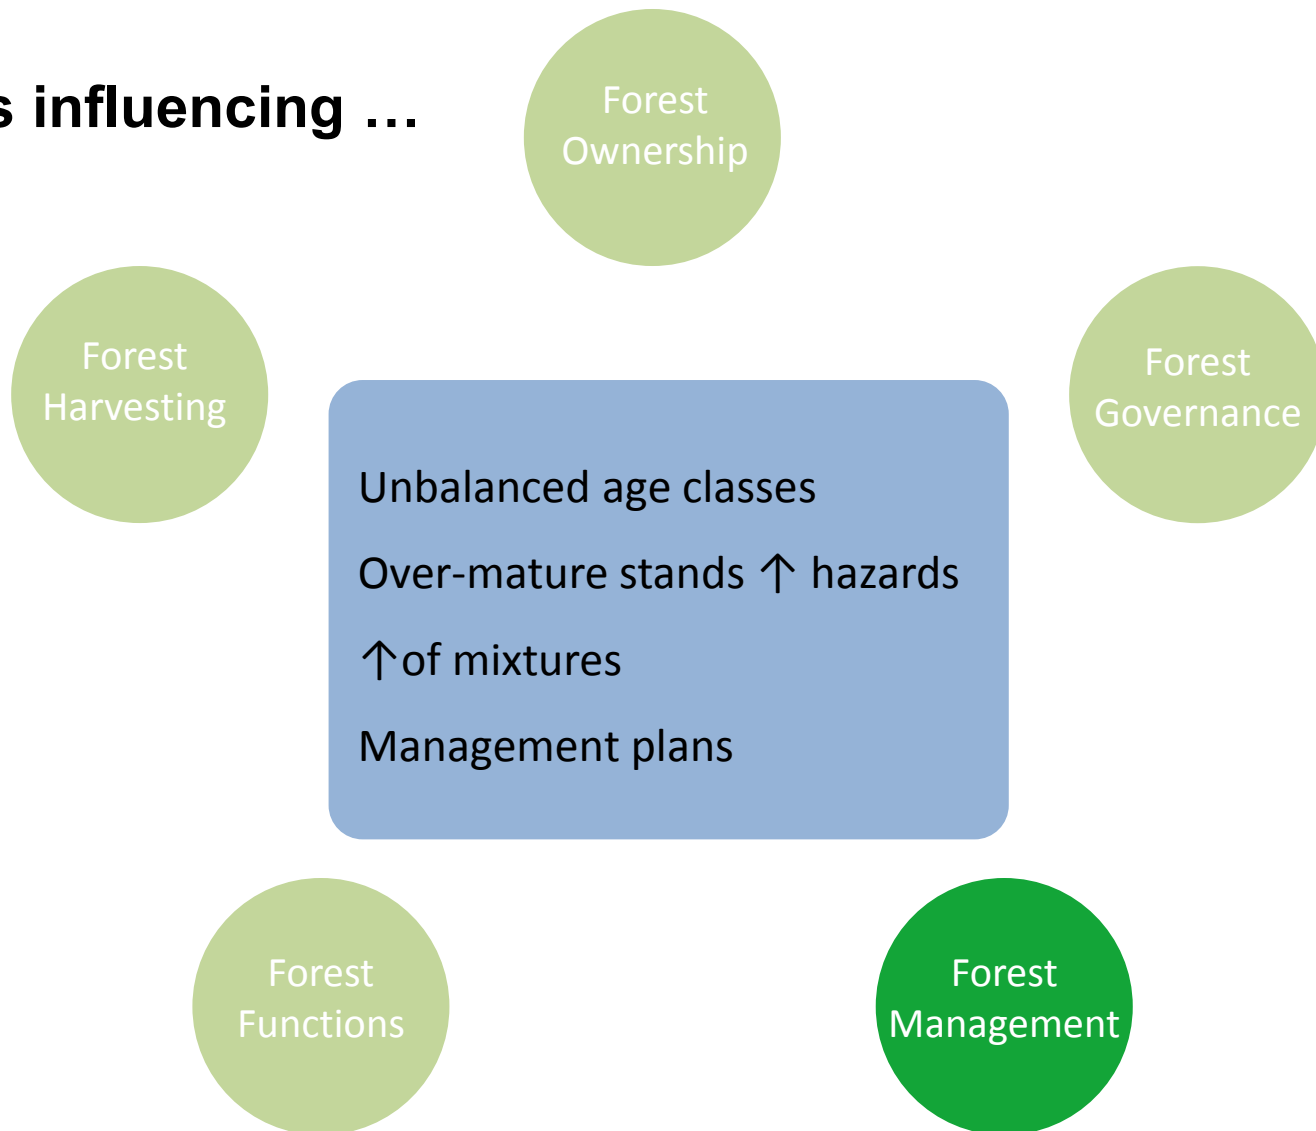 s influencing …
Forest
Ownership
Forest
Harvesting
Forest
Governance
Unbalanced age classes
Over-mature stands ↑ hazards
↑of mixtures
Management plans
Forest
Functions
Forest
Management